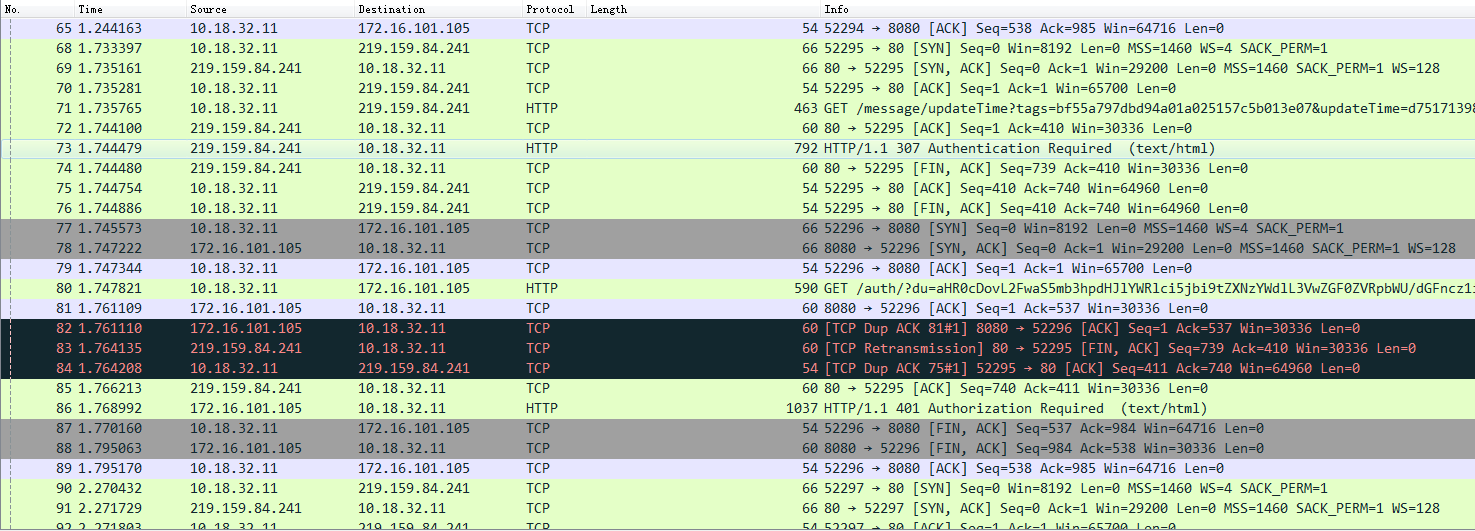 No. Time Source Destination Protocol Length Info
65 1.244163 10.18.32.11 172.16.101.105 TCP 54 52294 → 8080 [ACK] Seq=538 Ack=985 Win=64716 Len=0
68 1.733397 10.18.32.11 219.159.84.241 TCP 66 52295 → 80 [SYN] Seq=0 Win=8192 Len=0 MSS=1460 WS=4 SACK_PERM=1
69 1.735161 219.159.84.241 10.18.32.11 TCP 66 80 → 52295 [SYN, ACK] Seq=0 Ack=1 Win=29200 Len=0 MSS=1460 SACK_PERM=1 WS=128
70 1.735281 10.18.32.11 219.159.84.241 TCP 54 52295 → 80 [ACK] Seq=1 Ack=1 Win=65700 Len=0
71 1.735765 10.18.32.11 219.159.84.241 HTTP 463 GET /message/updateTime?tags=bf55a797dbd94a01a025157c5b013e07&updateTime=d75171398
72 1.744100 219.159.84.241 10.18.32.11 TCP 60 80 → 52295 [ACK] Seq=1 Ack=410 Win=30336 Len=0
73 1.744479 219.159.84.241 10.18.32.11 HTTP 792 HTTP/1.1 307 Authentication Required (text/html)
74 1.744480 219.159.84.241 10.18.32.11 TCP 60 80 → 52295 [FIN, ACK] Seq=739 Ack=410 Win=30336 Len=0
75 1.744754 10.18.32.11 219.159.84.241 TCP 54 52295 → 80 [ACK] Seq=410 Ack=740 Win=64960 Len=0
76 1.744886 10.18.32.11 219.159.84.241 TCP 54 52295 → 80 [FIN, ACK] Seq=410 Ack=740 Win=64960 Len=0
77 1.745573 10.18.32.11 172.16.101.105 TCP 66 52296 → 8080 [SYN] Seq=0 Win=8192 Len=0 MSS=1460 WS=4 SACK_PERM=1
78 1.747222 172.16.101.105 10.18.32.11 TCP 66 8080 → 52296 [SYN, ACK] Seq=0 Ack=1 Win=29200 Len=0 MSS=1460 SACK_PERM=1 WS=128
79 1.747344 10.18.32.11 172.16.101.105 TCP 54 52296 → 8080 [ACK] Seq=1 Ack=1 Win=65700 Len=0
80 1.747821 10.18.32.11 172.16.101.105 HTTP 590 GET /auth/?du=aHR0cDovL2FwaS5mb3hpdHJlYWRlci5jbi9tZXNzYWdlL3VwZGF0ZVRpbWU/dGFncz1i
81 1.761109 172.16.101.105 10.18.32.11 TCP 60 8080 → 52296 [ACK] Seq=1 Ack=537 Win=30336 Len=0
82 1.761110 172.16.101.105 10.18.32.11 TCP 60 [TCP Dup ACK 81#1] 8080 → 52296 [ACK] Seq=1 Ack=537 Win=30336 Len=0
83 1.764135 219.159.84.241 10.18.32.11 TCP 60 [TCP Retransmission] 80 → 52295 [FIN, ACK] Seq=739 Ack=410 Win=30336 Len=0
84 1.764208 10.18.32.11 219.159.84.241 TCP 54 [TCP Dup ACK 75#1] 52295 → 80 [ACK] Seq=411 Ack=740 Win=64960 Len=0
85 1.766213 219.159.84.241 10.18.32.11 TCP 60 80 → 52295 [ACK] Seq=740 Ack=411 Win=30336 Len=0
86 1.768992 172.16.101.105 10.18.32.11 HTTP 1037 HTTP/1.1 401 Authorization Required (text/html)
87 1.770160 10.18.32.11 172.16.101.105 TCP 54 52296 → 8080 [FIN, ACK] Seq=537 Ack=984 Win=64716 Len=0
88 1.795063 172.16.101.105 10.18.32.11 TCP 60 8080 → 52296 [FIN, ACK] Seq=984 Ack=538 Win=30336 Len=0
89 1.795170 10.18.32.11 172.16.101.105 TCP 54 52296 → 8080 [ACK] Seq=538 Ack=985 Win=64716 Len=0
90 2.270432 10.18.32.11 219.159.84.241 TCP 66 52297 → 80 [SYN] Seq=0 Win=8192 Len=0 MSS=1460 WS=4 SACK_PERM=1
91 2.271729 219.159.84.241 10.18.32.11 TCP 66 80 → 52297 [SYN, ACK] Seq=0 Ack=1 Win=29200 Len=0 MSS=1460 SACK_PERM=1 WS=128
92 2.271803 10.18.32.11 219.159.84.241 TCP 54 52297 → 80 [ACK] Seq=1 Ack=1 Win=65700 Len=0